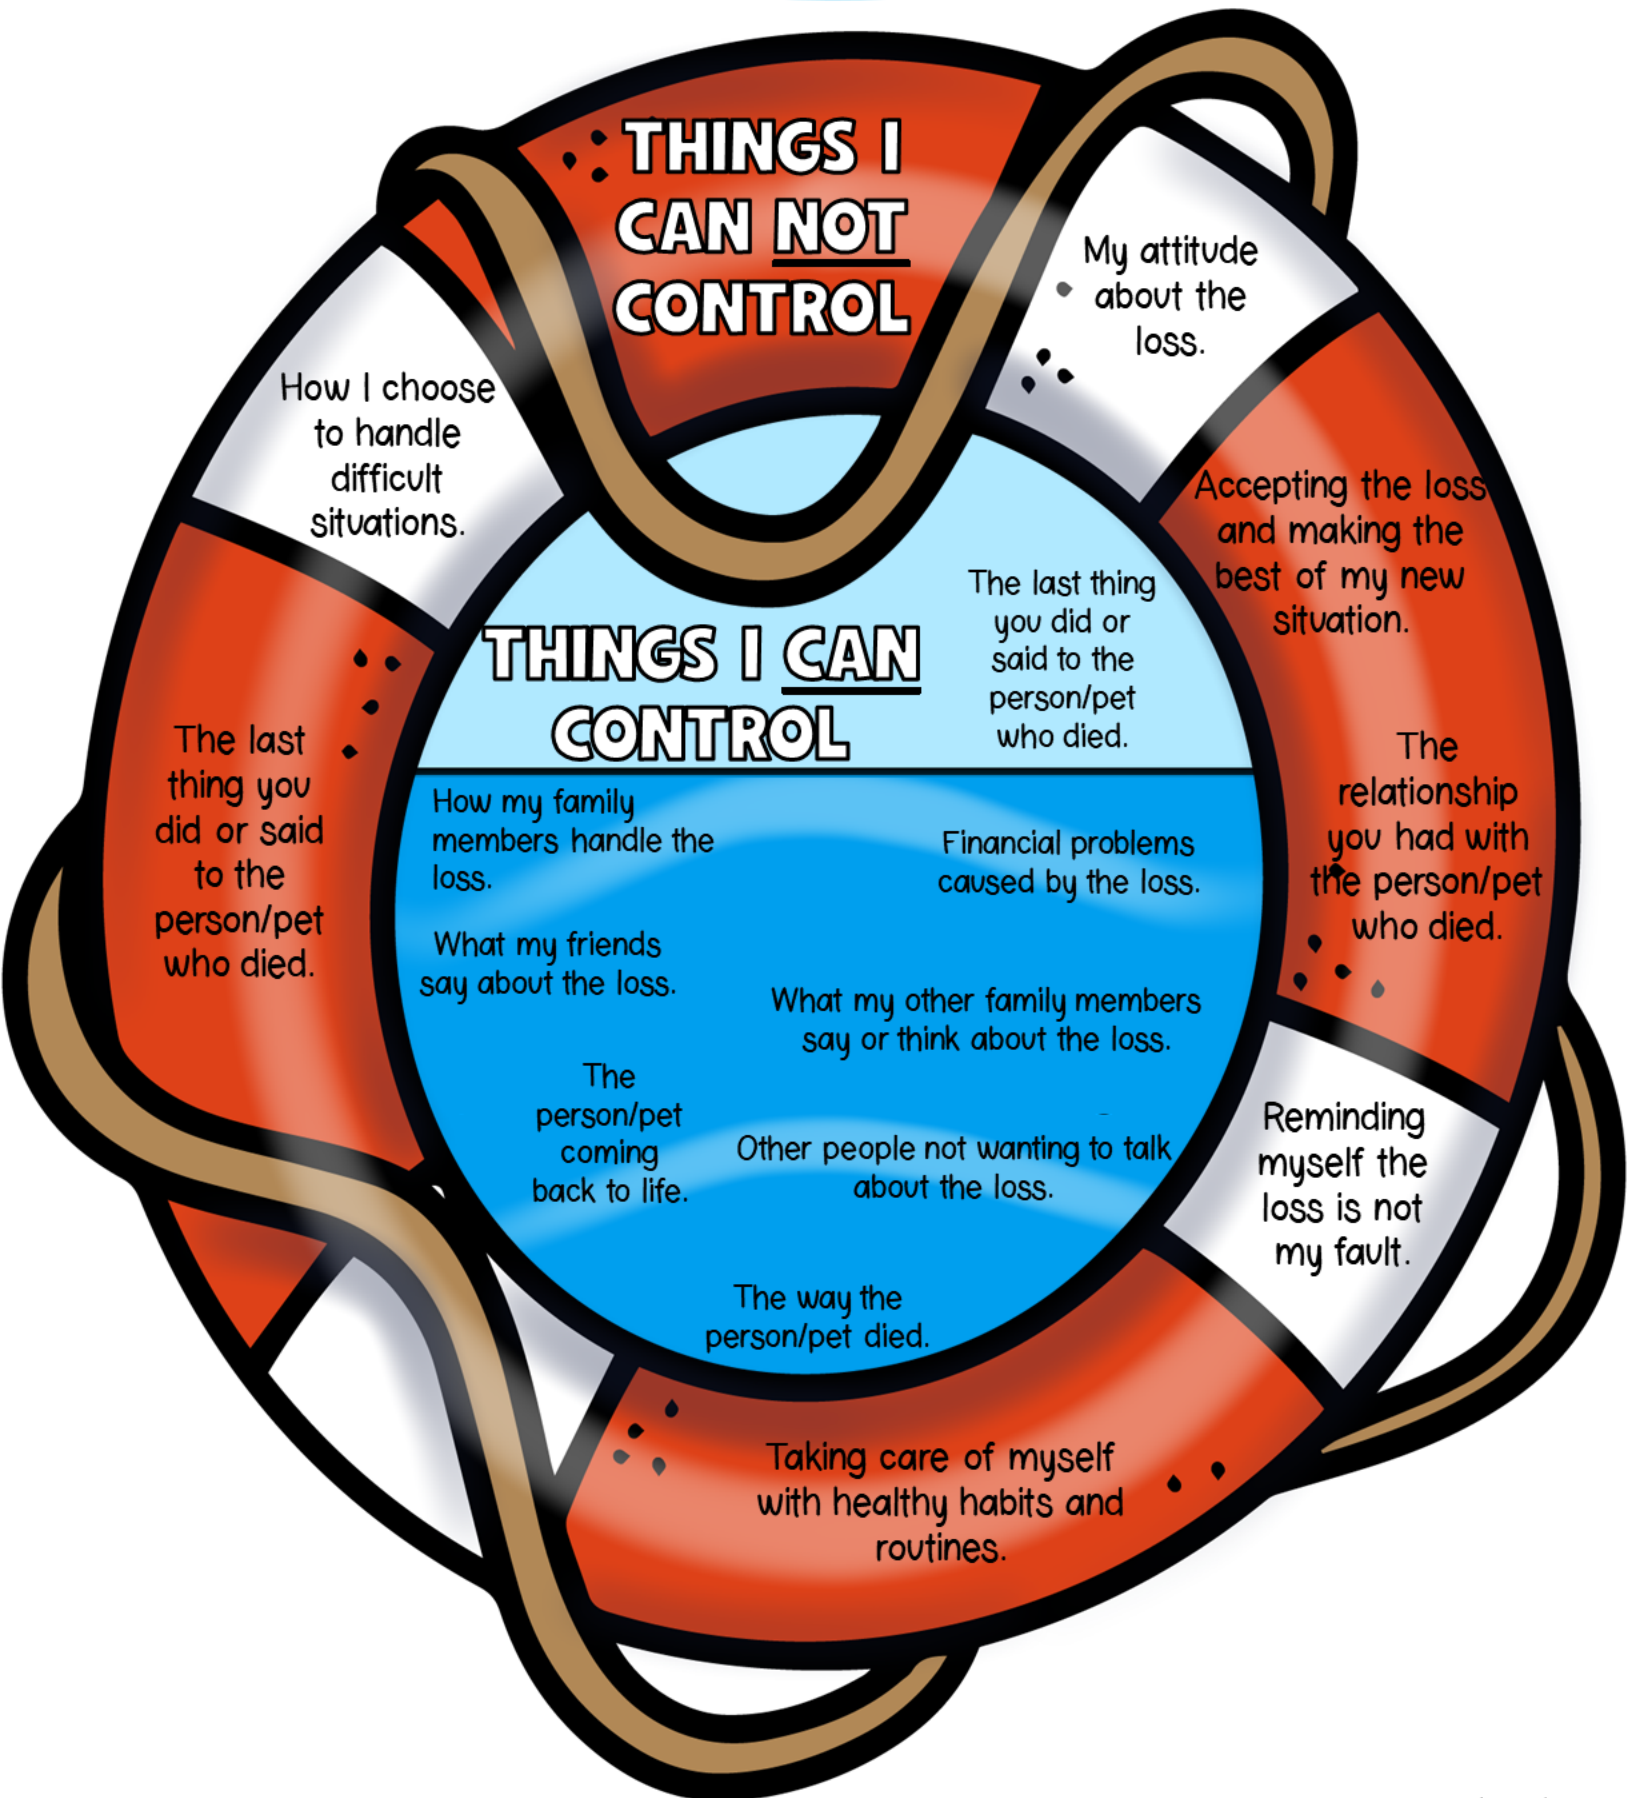 THINGS I
CAN NOT
CONTROL
My attitude
about the
loss.
How I choose
to handle
difficult
situations.
Accepting the loss
and making the
best of my new
situation.
The last thing
you did or
said to the
person/pet
who died.
THINGS I CAN
CONTROL
The last
thing you
did or said
to the
person/pet
who died.
The
relationship
you had with
the person/pet
who died.
How my family
members handle the
loss.
Financial problems
caused by the loss.
What my friends
say about the loss.
What my other family members
say or think about the loss.
The
person/pet
coming
back to life.
Other people not wanting to talk
about the loss.
Reminding
myself the
loss is not
my fault.
The way the
person/pet died.
Taking care of myself
with healthy habits and
routines.